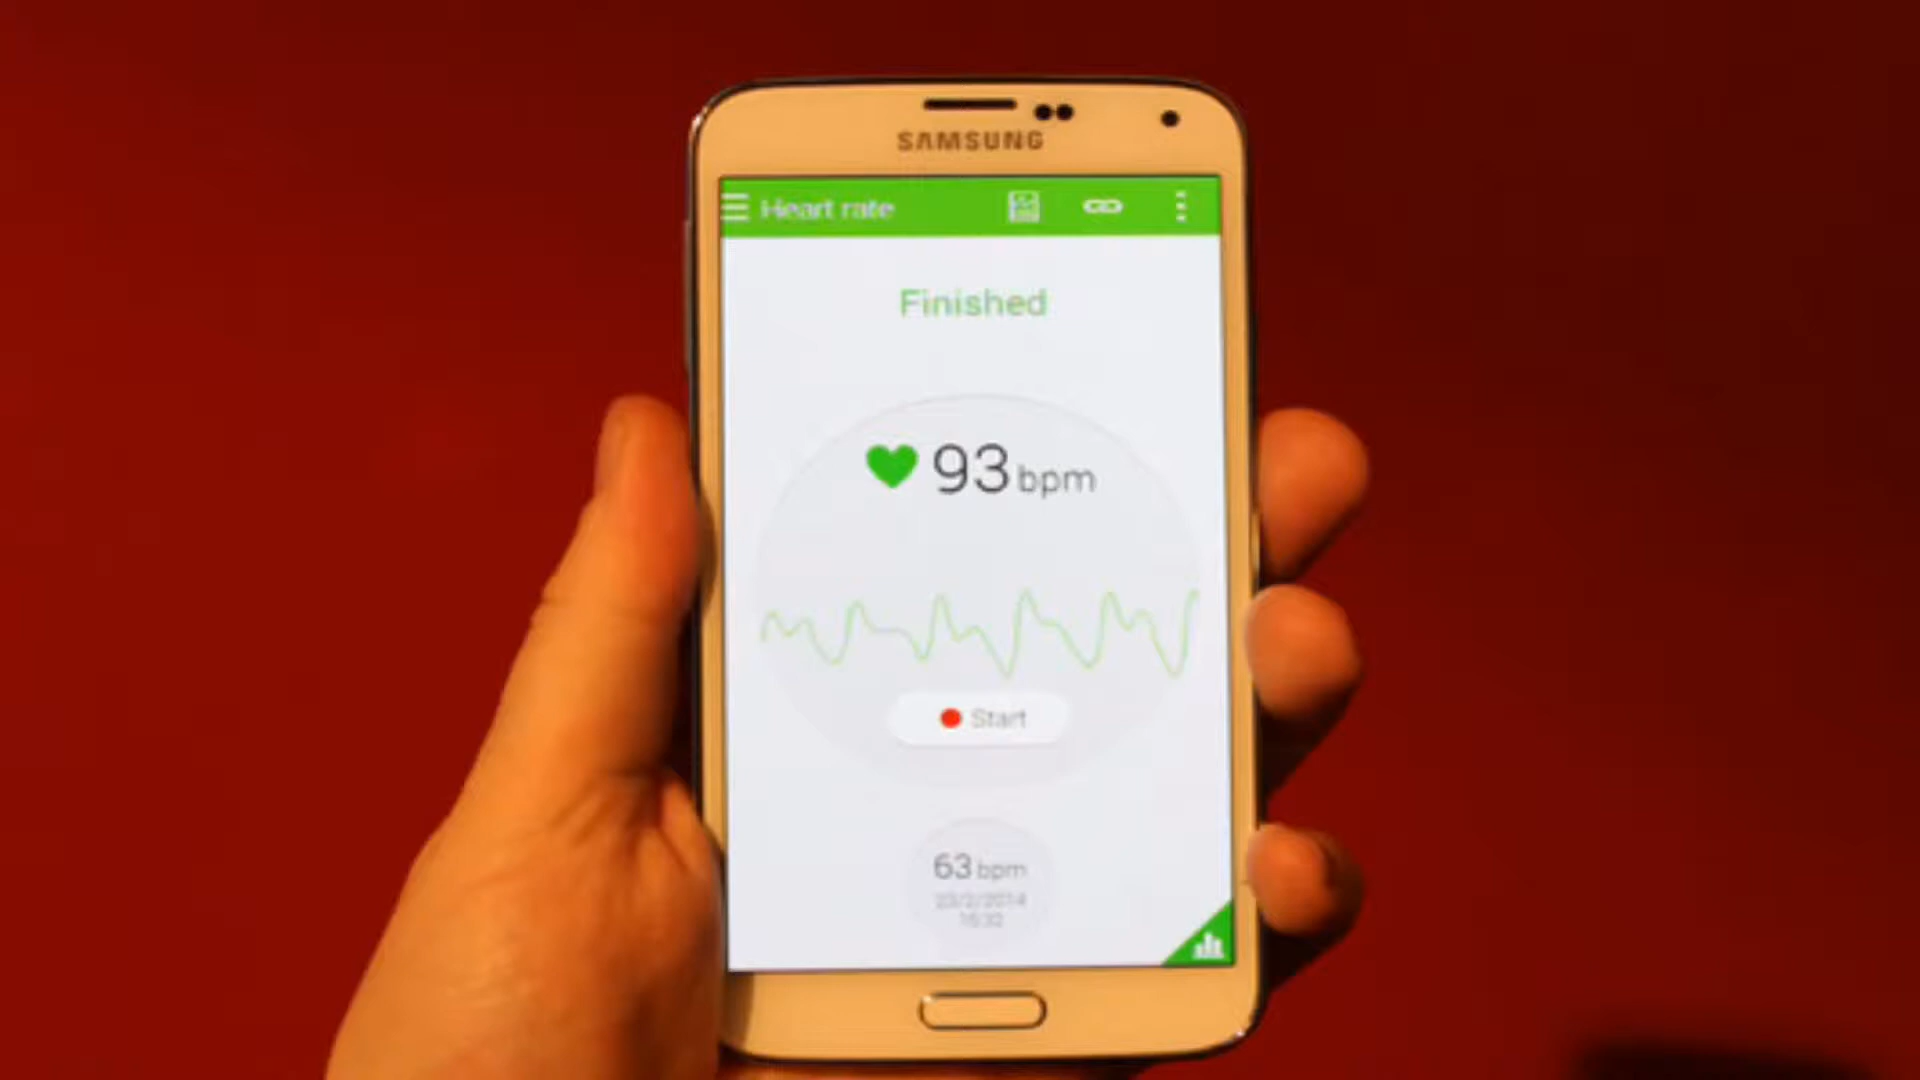 SAMSUNG
Heart rate
Finished
93 bpm
Start
63 bpm